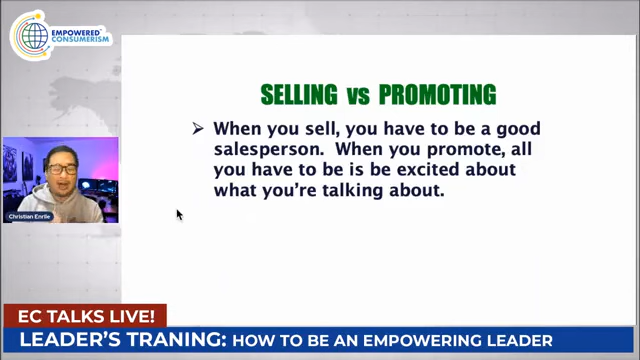 EMPOWERED
CONSUMERISM
SELLING vs PROMOTING
➢ When you sell, you have to be a good
salesperson. When you promote, all
you have to be is be excited about
what you're talking about.
Christian Enrile
EC TALKS LIVE!
LEADER'S TRANING: HOW TO BE AN EMPOWERING LEADER